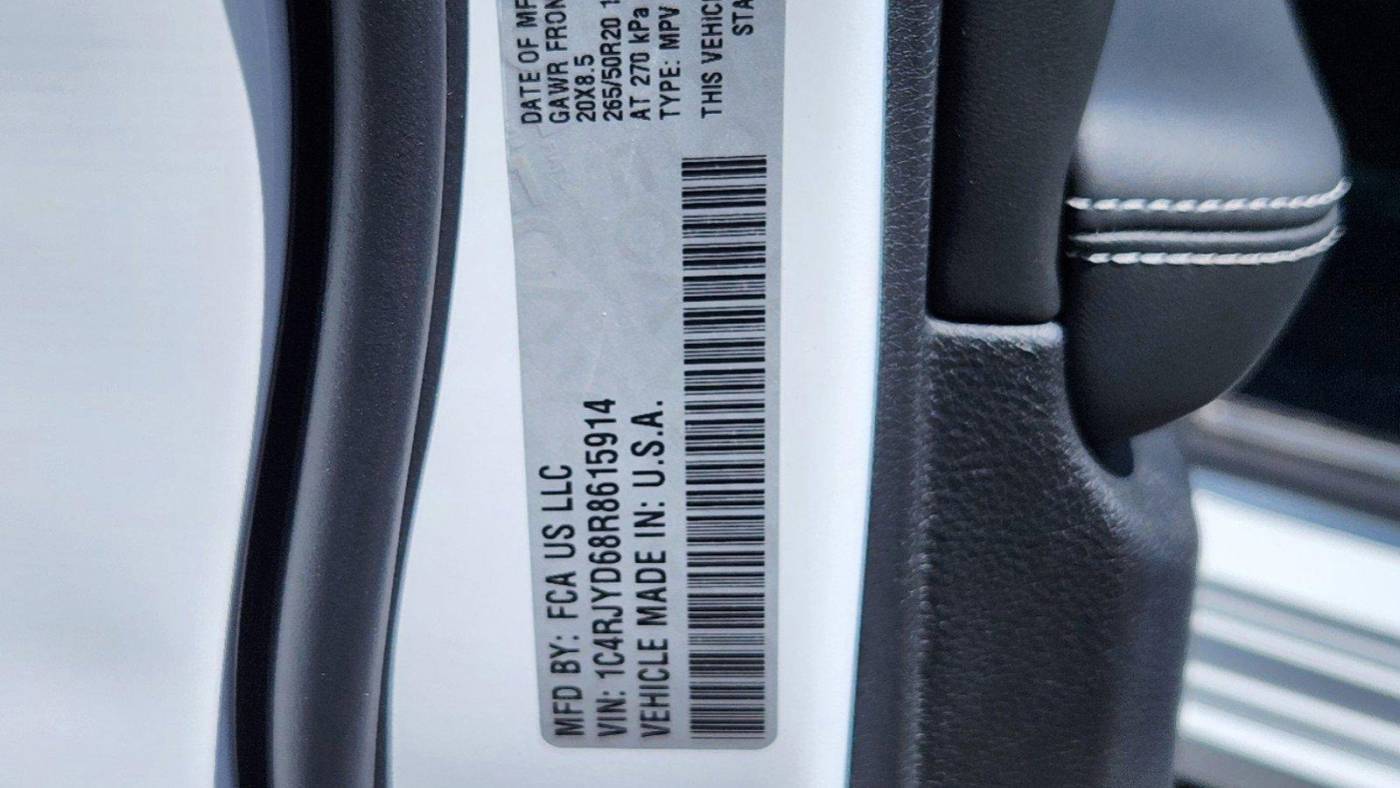 MFD BY: FCA US LLC
VIN: 1C4RJYD68R8615914
VEHICLE MADE IN: U.S.A.
DATE OF
GAWR FRON
20X8.5
265/50R20
AT 270 kPa
TYPE: MPV
THIS VEHIC
STA